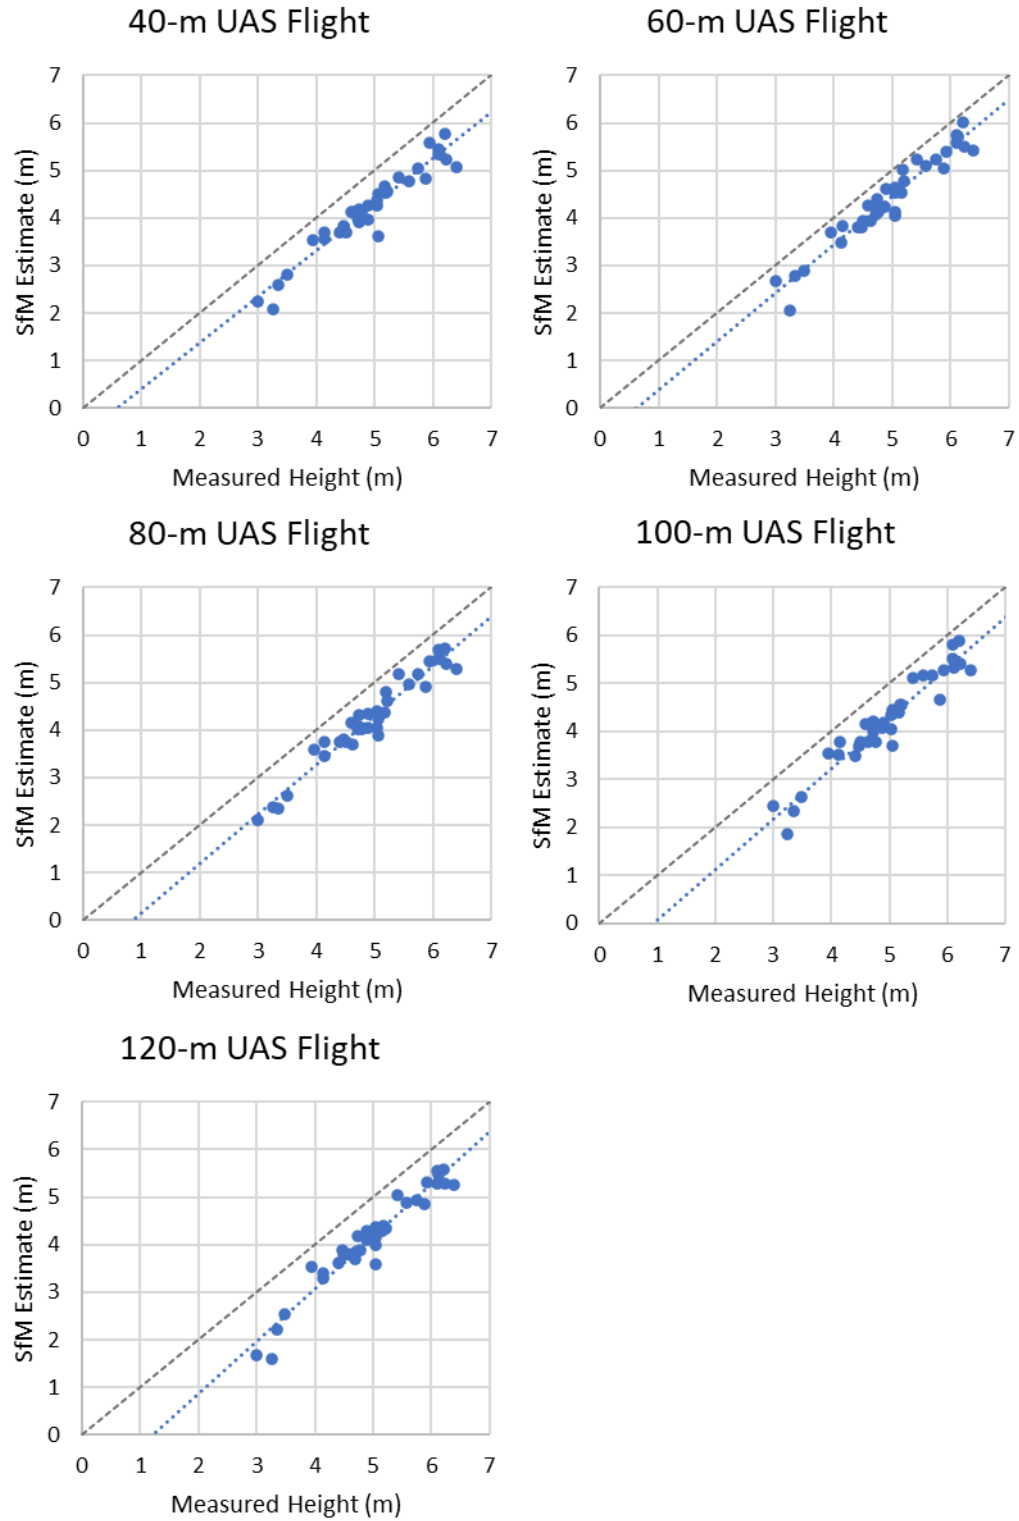 40-m UAS Flight
7
6
5
4
3
2
1
0
SfM Estimate (m)
0 1 2 3 4 5 6 7
Measured Height (m)
60-m UAS Flight
7
6
5
4
3
2
1
0
SfM Estimate (m)
0 1 2 3 4 5 6 7
Measured Height (m)
80-m UAS Flight
7
6
5
4
3
2
1
0
SfM Estimate (m)
0 1 2 3 4 5 6 7
Measured Height (m)
100-m UAS Flight
7
6
5
4
3
2
1
0
SfM Estimate (m)
0 1 2 3 4 5 6 7
Measured Height (m)
120-m UAS Flight
7
6
5
4
3
2
1
0
SfM Estimate (m)
0 1 2 3 4 5 6 7
Measured Height (m)